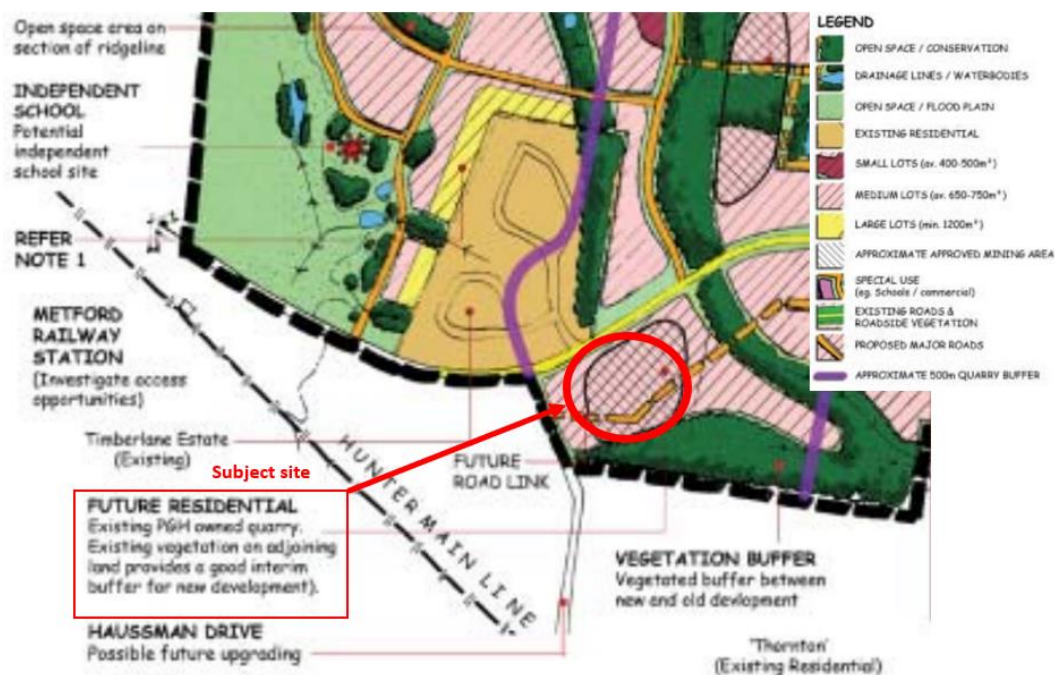 Open space area on
section of ridgeline
INDEPENDENT
SCHOOL
Potential
independent
school site
REFER
NOTE 1
METFORD
RAILWAY
STATION
(Investigate access
opportunities)
Timberlane Estate
(Existing)
Subject site
FUTURE RESIDENTIAL
Existing PGH owned quarry.
Existing vegetation on adjoining
land provides a good interim
buffer for new development).
HAUSSMAN DRIVE
Possible future upgrading
HUNTER MAIN LINE
FUTURE
ROAD LINK
VEGETATION BUFFER
Vegetated buffer between
new and old devlopment
'Thornton'
(Existing Residential)
LEGEND
OPEN SPACE / CONSERVATION
DRAINAGE LINES / WATERBODIES
OPEN SPACE / FLOOD PLAIN
EXISTING RESIDENTIAL
SMALL LOTS (av. 400-500m²)
MEDIUM LOTS (av. 650-750m²)
LARGE LOTS (min. 1200m²)
APPROXIMATE APPROVED MINING AREA
SPECIAL USE
(eg. Schools / commercial)
EXISTING ROADS &
ROADSIDE VEGETATION
PROPOSED MAJOR ROADS
APPROXIMATE 500m QUARRY BUFFER